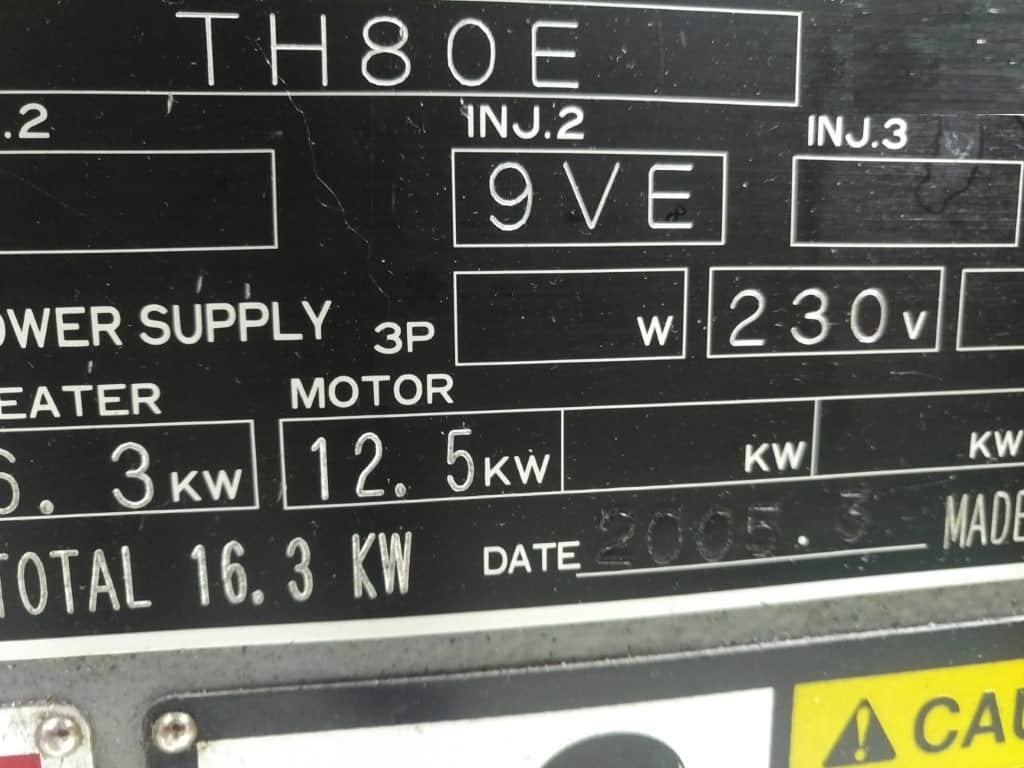 TH80E
.2 INJ.2 INJ.3
9VE
OWER SUPPLY 3P W 230V
EATER MOTOR
6.3KW 12.5KW KW KW
TOTAL 16.3 KW DATE 2005.3 MADE
CAU